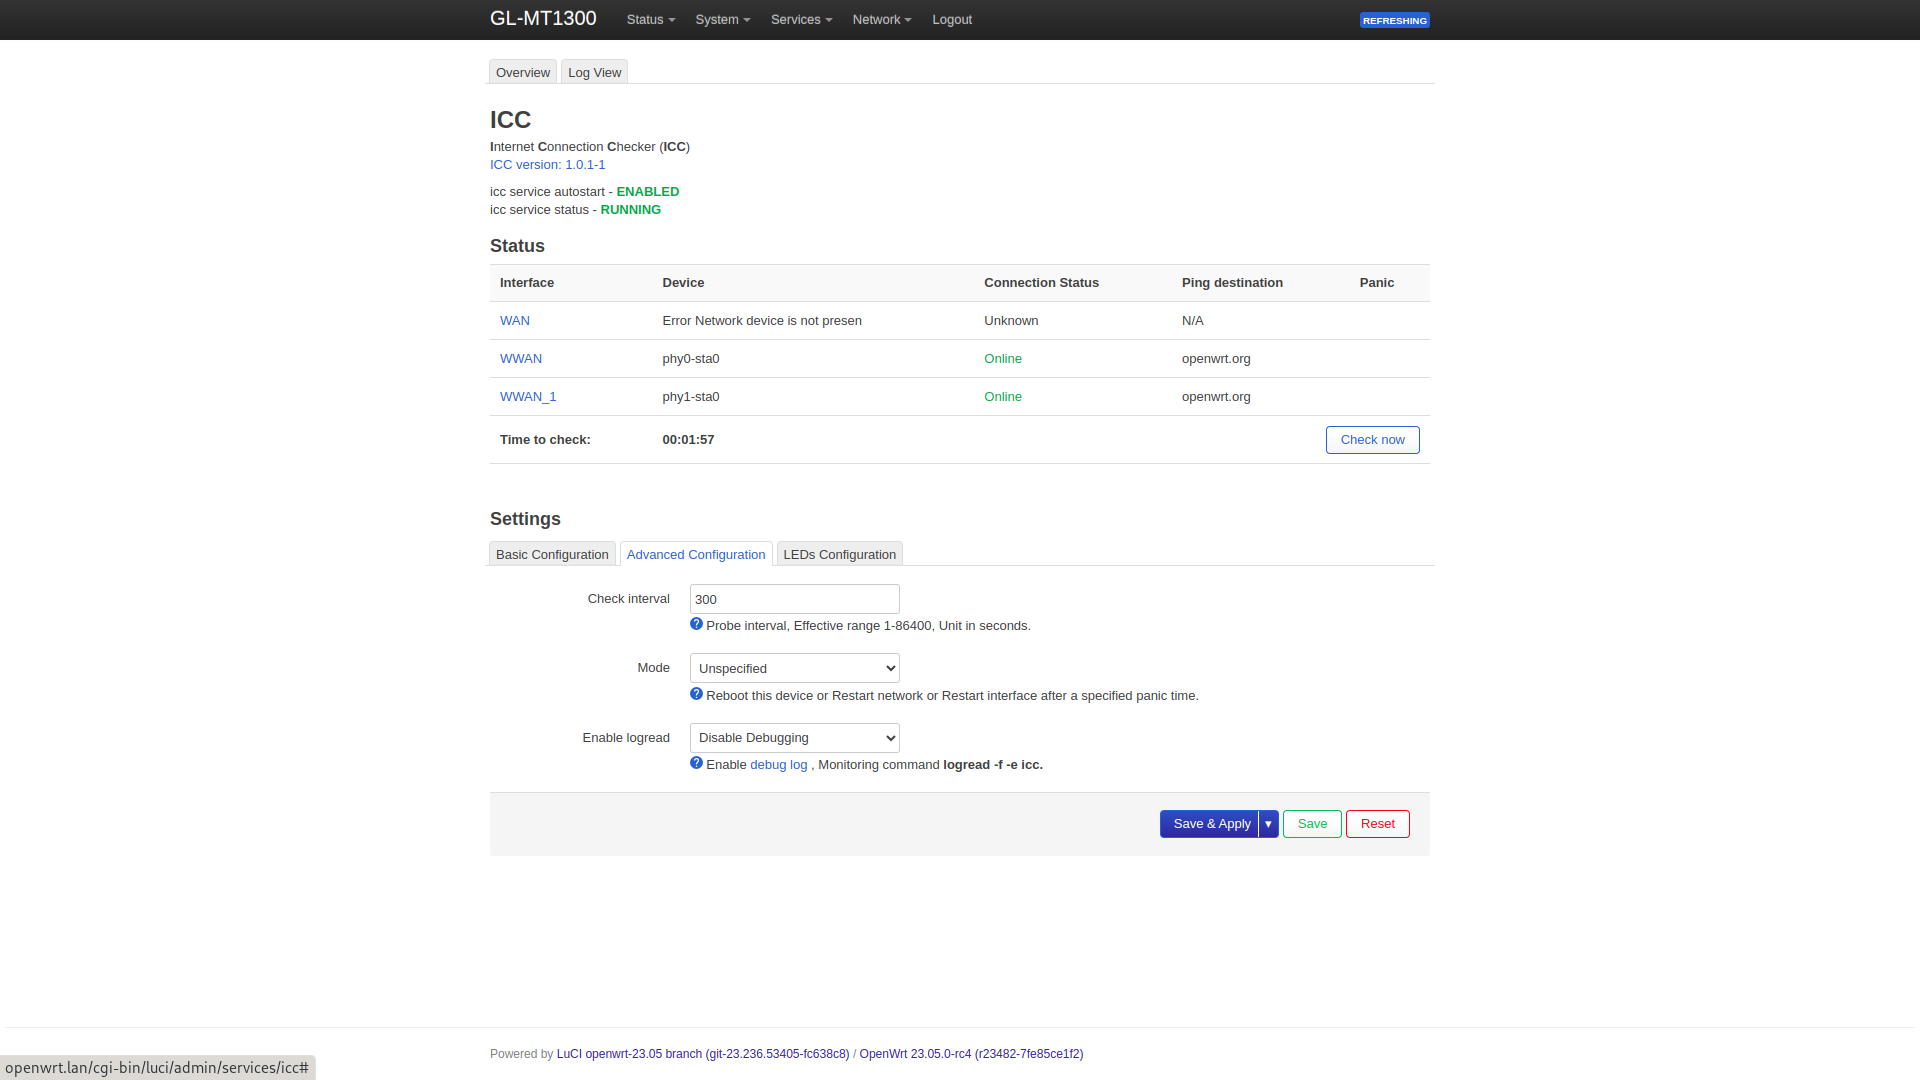 GL-MT1300 Status System Services Network Logout REFRESHING
Overview Log View
ICC
Internet Connection Checker (ICC)
ICC version: 1.0.1-1
icc service autostart - ENABLED
icc service status - RUNNING
Status
Interface Device Connection Status Ping destination Panic
WAN Error Network device is not presen Unknown N/A
WWAN phy0-sta0 Online openwrt.org
WWAN_1 phy1-sta0 Online openwrt.org
Time to check: 00:01:57 Check now
Settings
Basic Configuration Advanced Configuration LEDs Configuration
Check interval 300
? Probe interval, Effective range 1-86400, Unit in seconds.
Mode Unspecified
? Reboot this device or Restart network or Restart interface after a specified panic time.
Enable logread Disable Debugging
? Enable debug log , Monitoring command logread -f -e icc.
Save & Apply ▾ Save Reset
Powered by LuCI openwrt-23.05 branch (git-23.236.53405-fc638c8) / OpenWrt 23.05.0-rc4 (r23482-7fe85ce1f2)
openwrt.lan/cgi-bin/luci/admin/services/icc#